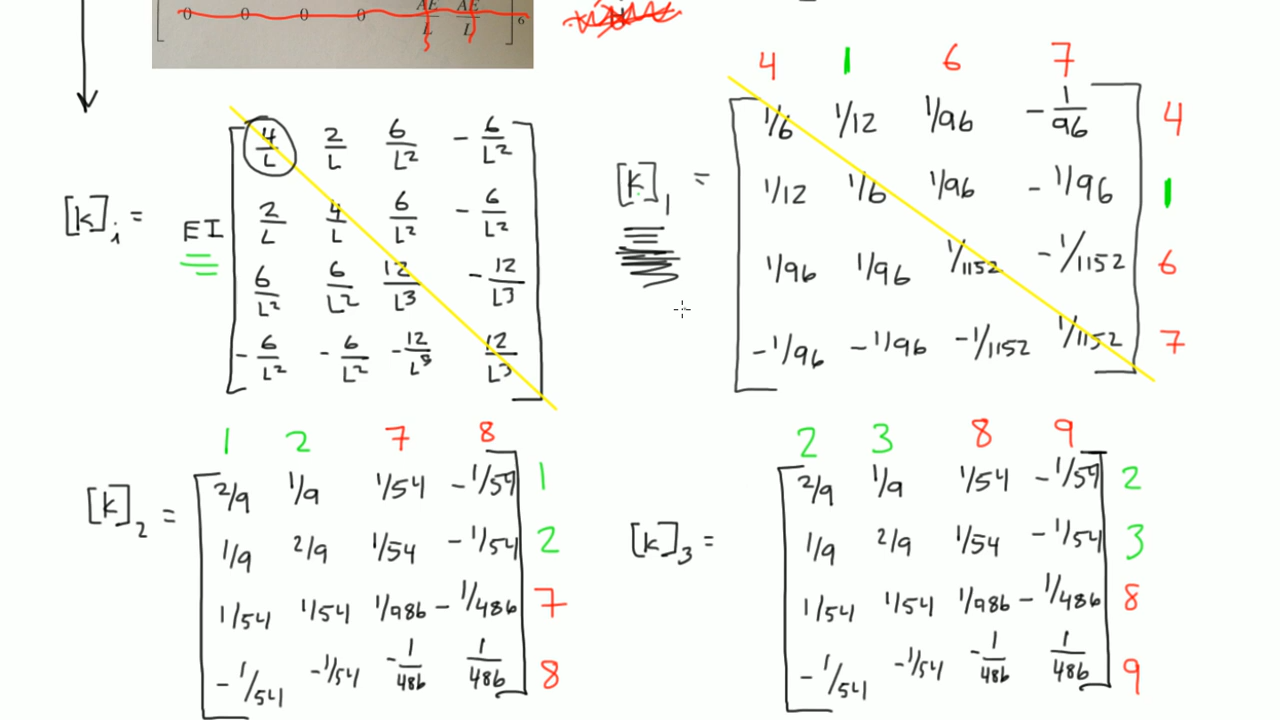 0 0 0 0 AE/L AE/L 6
4 1 6 7
[k]i = EI
4/L 2/L 6/L² -6/L²
2/L 4/L 6/L² -6/L²
6/L² 6/L² 12/L³ -12/L³
-6/L² -6/L² -12/L³ 12/L³
[k]1 =
1/6 1/12 1/96 -1/96 4
1/12 1/6 1/96 -1/96 1
1/96 1/96 1/1152 -1/1152 6
-1/96 -1/96 -1/1152 1/1152 7
1 2 7 8
[k]2 =
2/9 1/9 1/54 -1/54 1
1/9 2/9 1/54 -1/54 2
1/54 1/54 1/986 -1/486 7
-1/54 -1/54 -1/486 1/486 8
2 3 8 9
[k]3 =
2/9 1/9 1/54 -1/54 2
1/9 2/9 1/54 -1/54 3
1/54 1/54 1/986 -1/486 8
-1/54 -1/54 -1/486 1/486 9